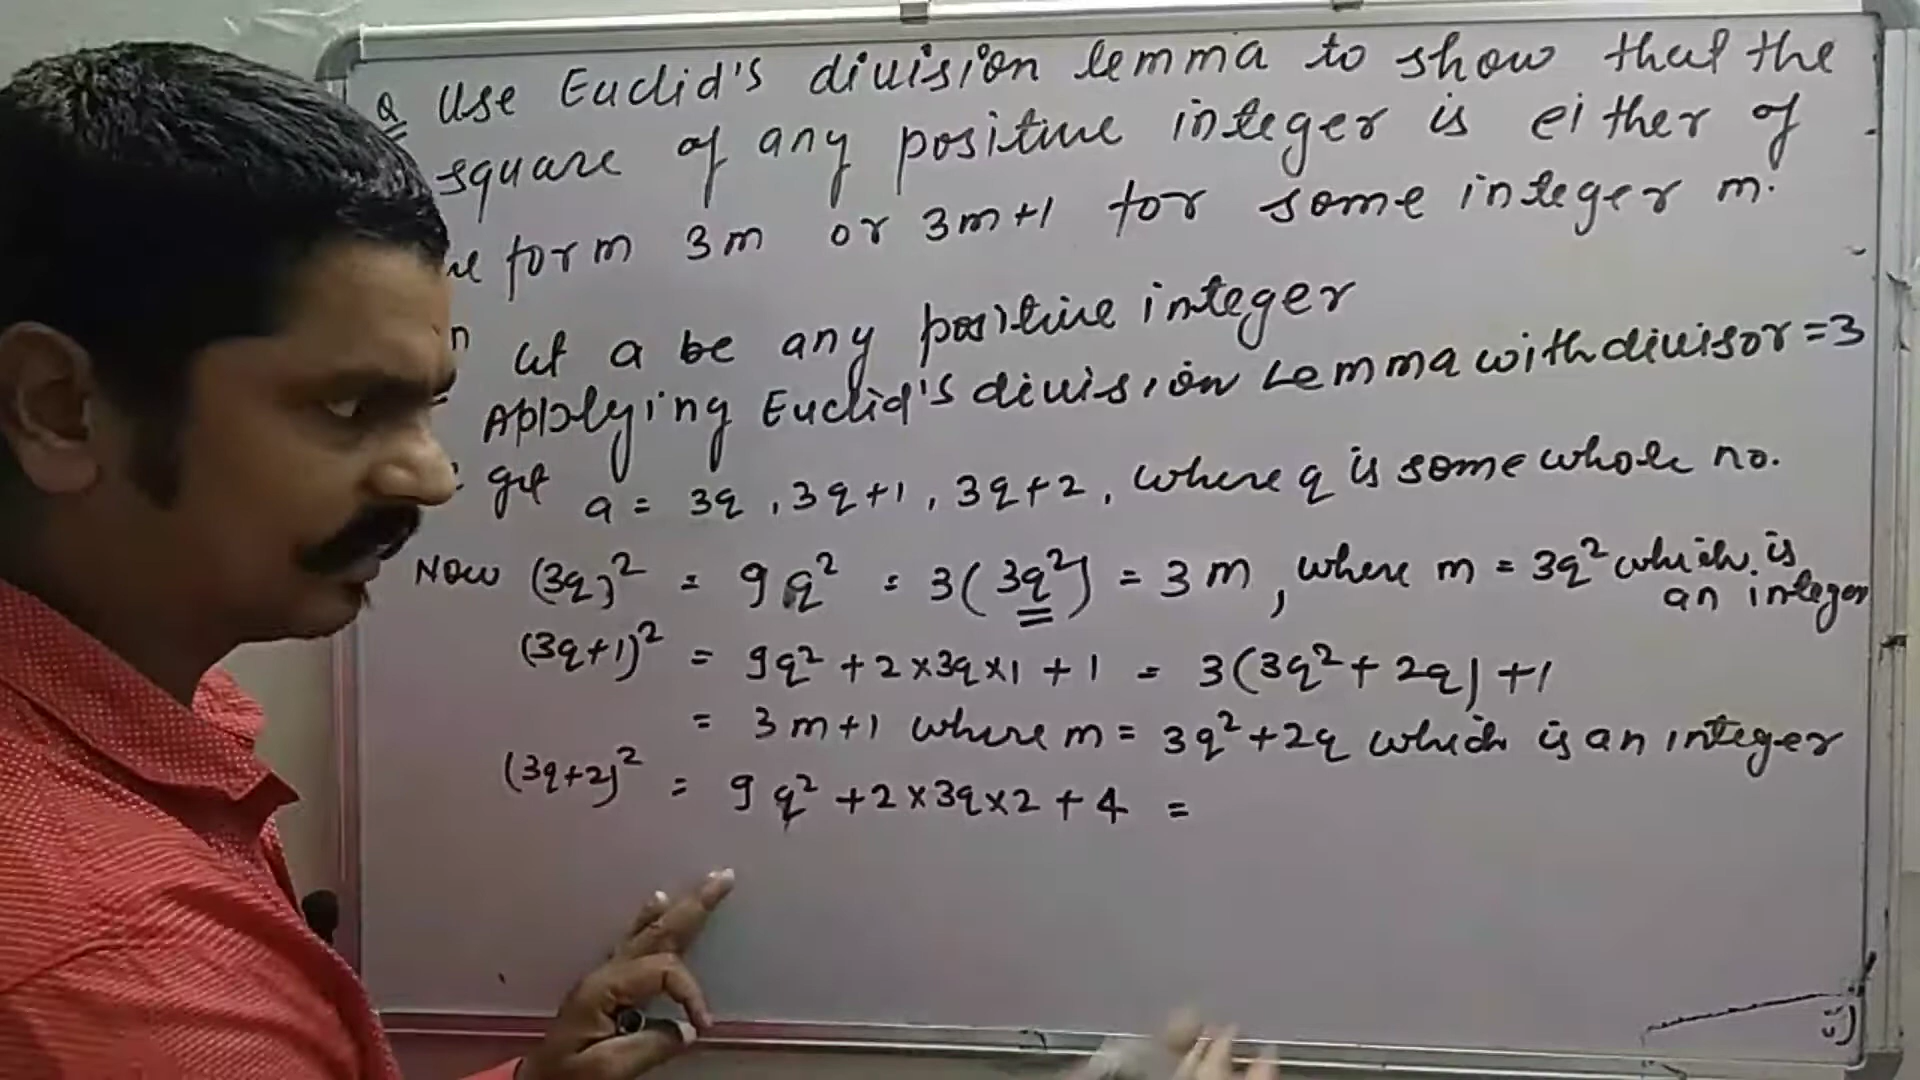 Q Use Euclid's division lemma to show that the
square of any positive integer is either of
form 3m or 3m+1 for some integer m.
n let a be any positive integer
Applying Euclid's division Lemma with divisor = 3
get a = 3q, 3q+1, 3q+2, where q is some whole no.
Now (3q)² = 9q² = 3(3q²) = 3m, where m = 3q² which is
an integer
(3q+1)² = 9q² + 2×3q×1 + 1 = 3(3q² + 2q) + 1
= 3m+1 where m = 3q²+2q which is an integer
(3q+2)² = 9q² + 2×3q×2 + 4 =